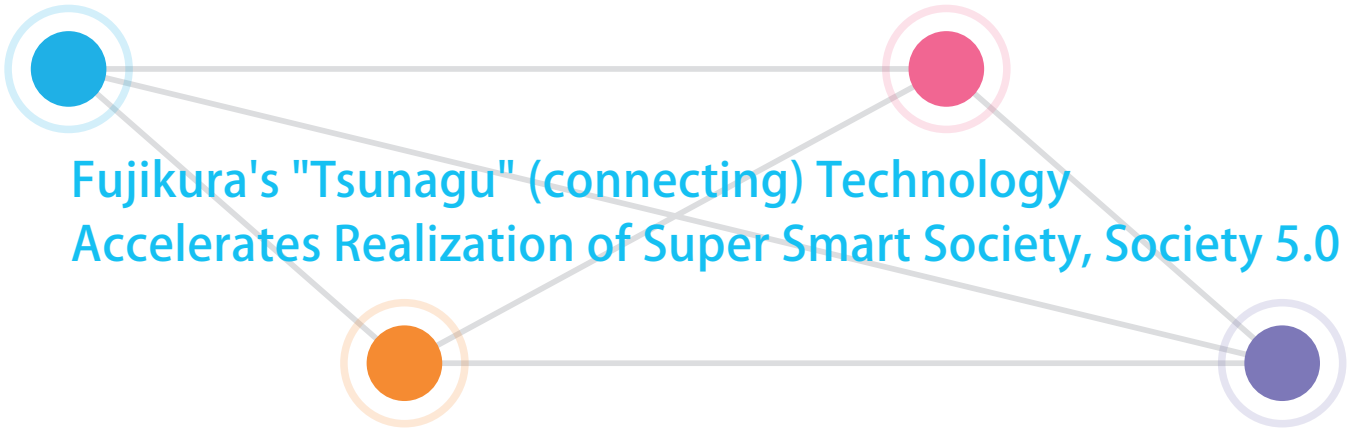 Fujikura's "Tsunagu" (connecting) Technology
Accelerates Realization of Super Smart Society, Society 5.0